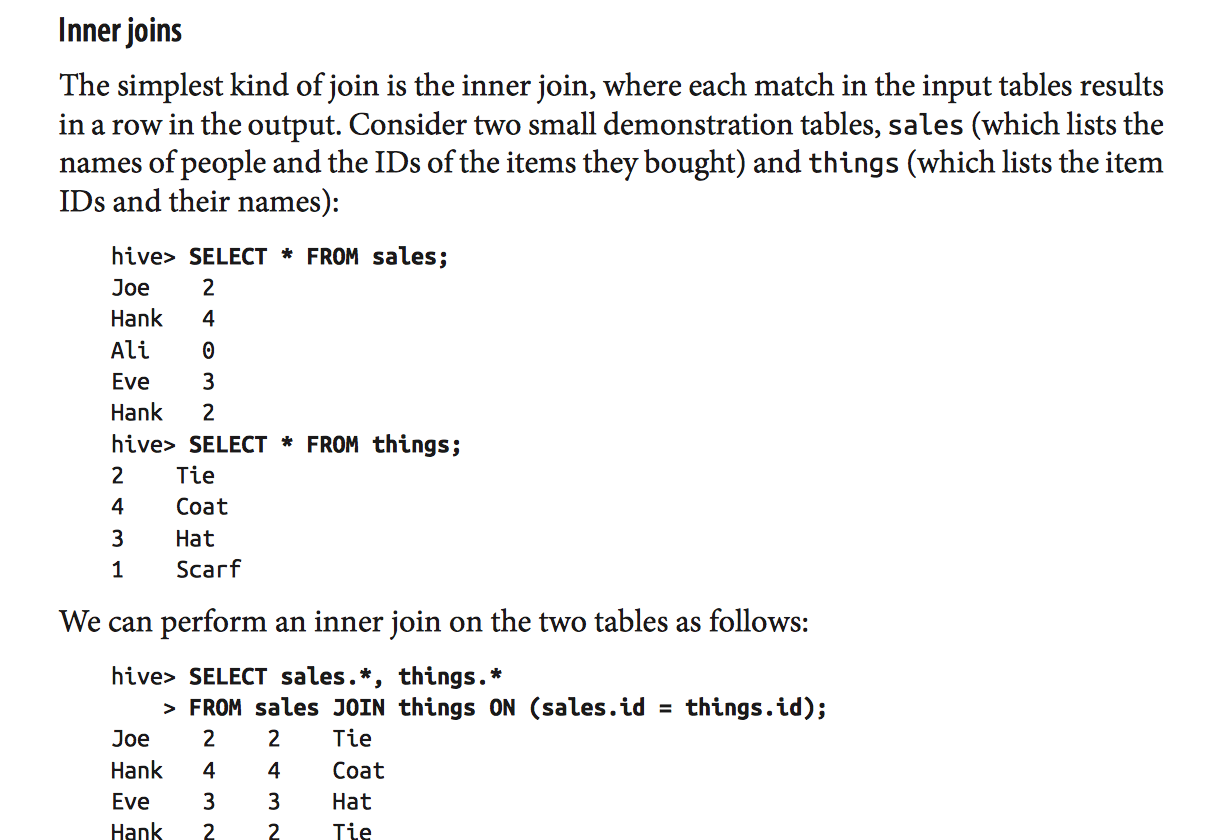 Inner joins
The simplest kind of join is the inner join, where each match in the input tables results
in a row in the output. Consider two small demonstration tables, sales (which lists the
names of people and the IDs of the items they bought) and things (which lists the item
IDs and their names):
hive> SELECT * FROM sales;
Joe 2
Hank 4
Ali 0
Eve 3
Hank 2
hive> SELECT * FROM things;
2 Tie
4 Coat
3 Hat
1 Scarf
We can perform an inner join on the two tables as follows:
hive> SELECT sales.*, things.*
> FROM sales JOIN things ON (sales.id = things.id);
Joe 2 2 Tie
Hank 4 4 Coat
Eve 3 3 Hat
Hank 2 2 Tie